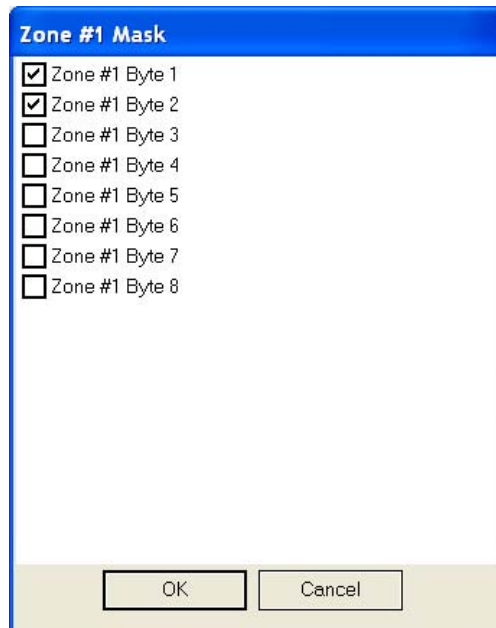 Zone #1 Mask
Zone #1 Byte 1
Zone #1 Byte 2
Zone #1 Byte 3
Zone #1 Byte 4
Zone #1 Byte 5
Zone #1 Byte 6
Zone #1 Byte 7
Zone #1 Byte 8
OK Cancel